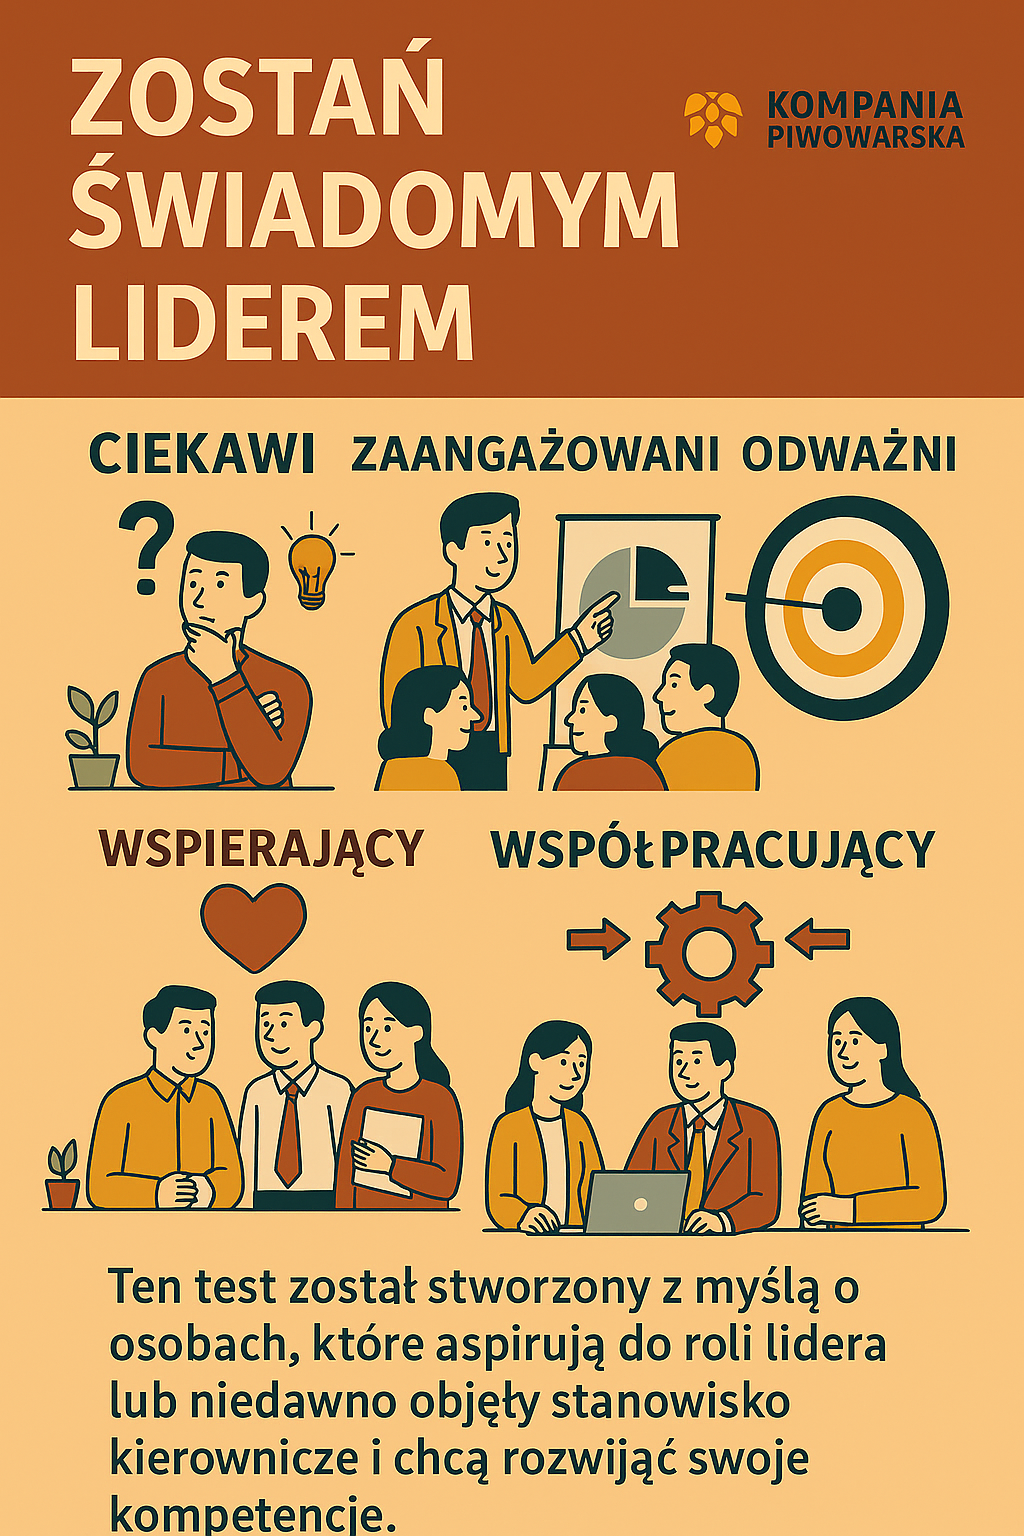 ZOSTAŃ
ŚWIADOMYM
LIDEREM
KOMPANIA
PIWOWARSKA
CIEKAWI
ZAANGAŻOWANI
ODWAŻNI
?
WSPIERAJĄCY
WSPÓŁPRACUJĄCY
Ten test został stworzony z myślą o
osobach, które aspirują do roli lidera
lub niedawno objęły stanowisko
kierownicze i chcą rozwijąć swoje
kompetencje.